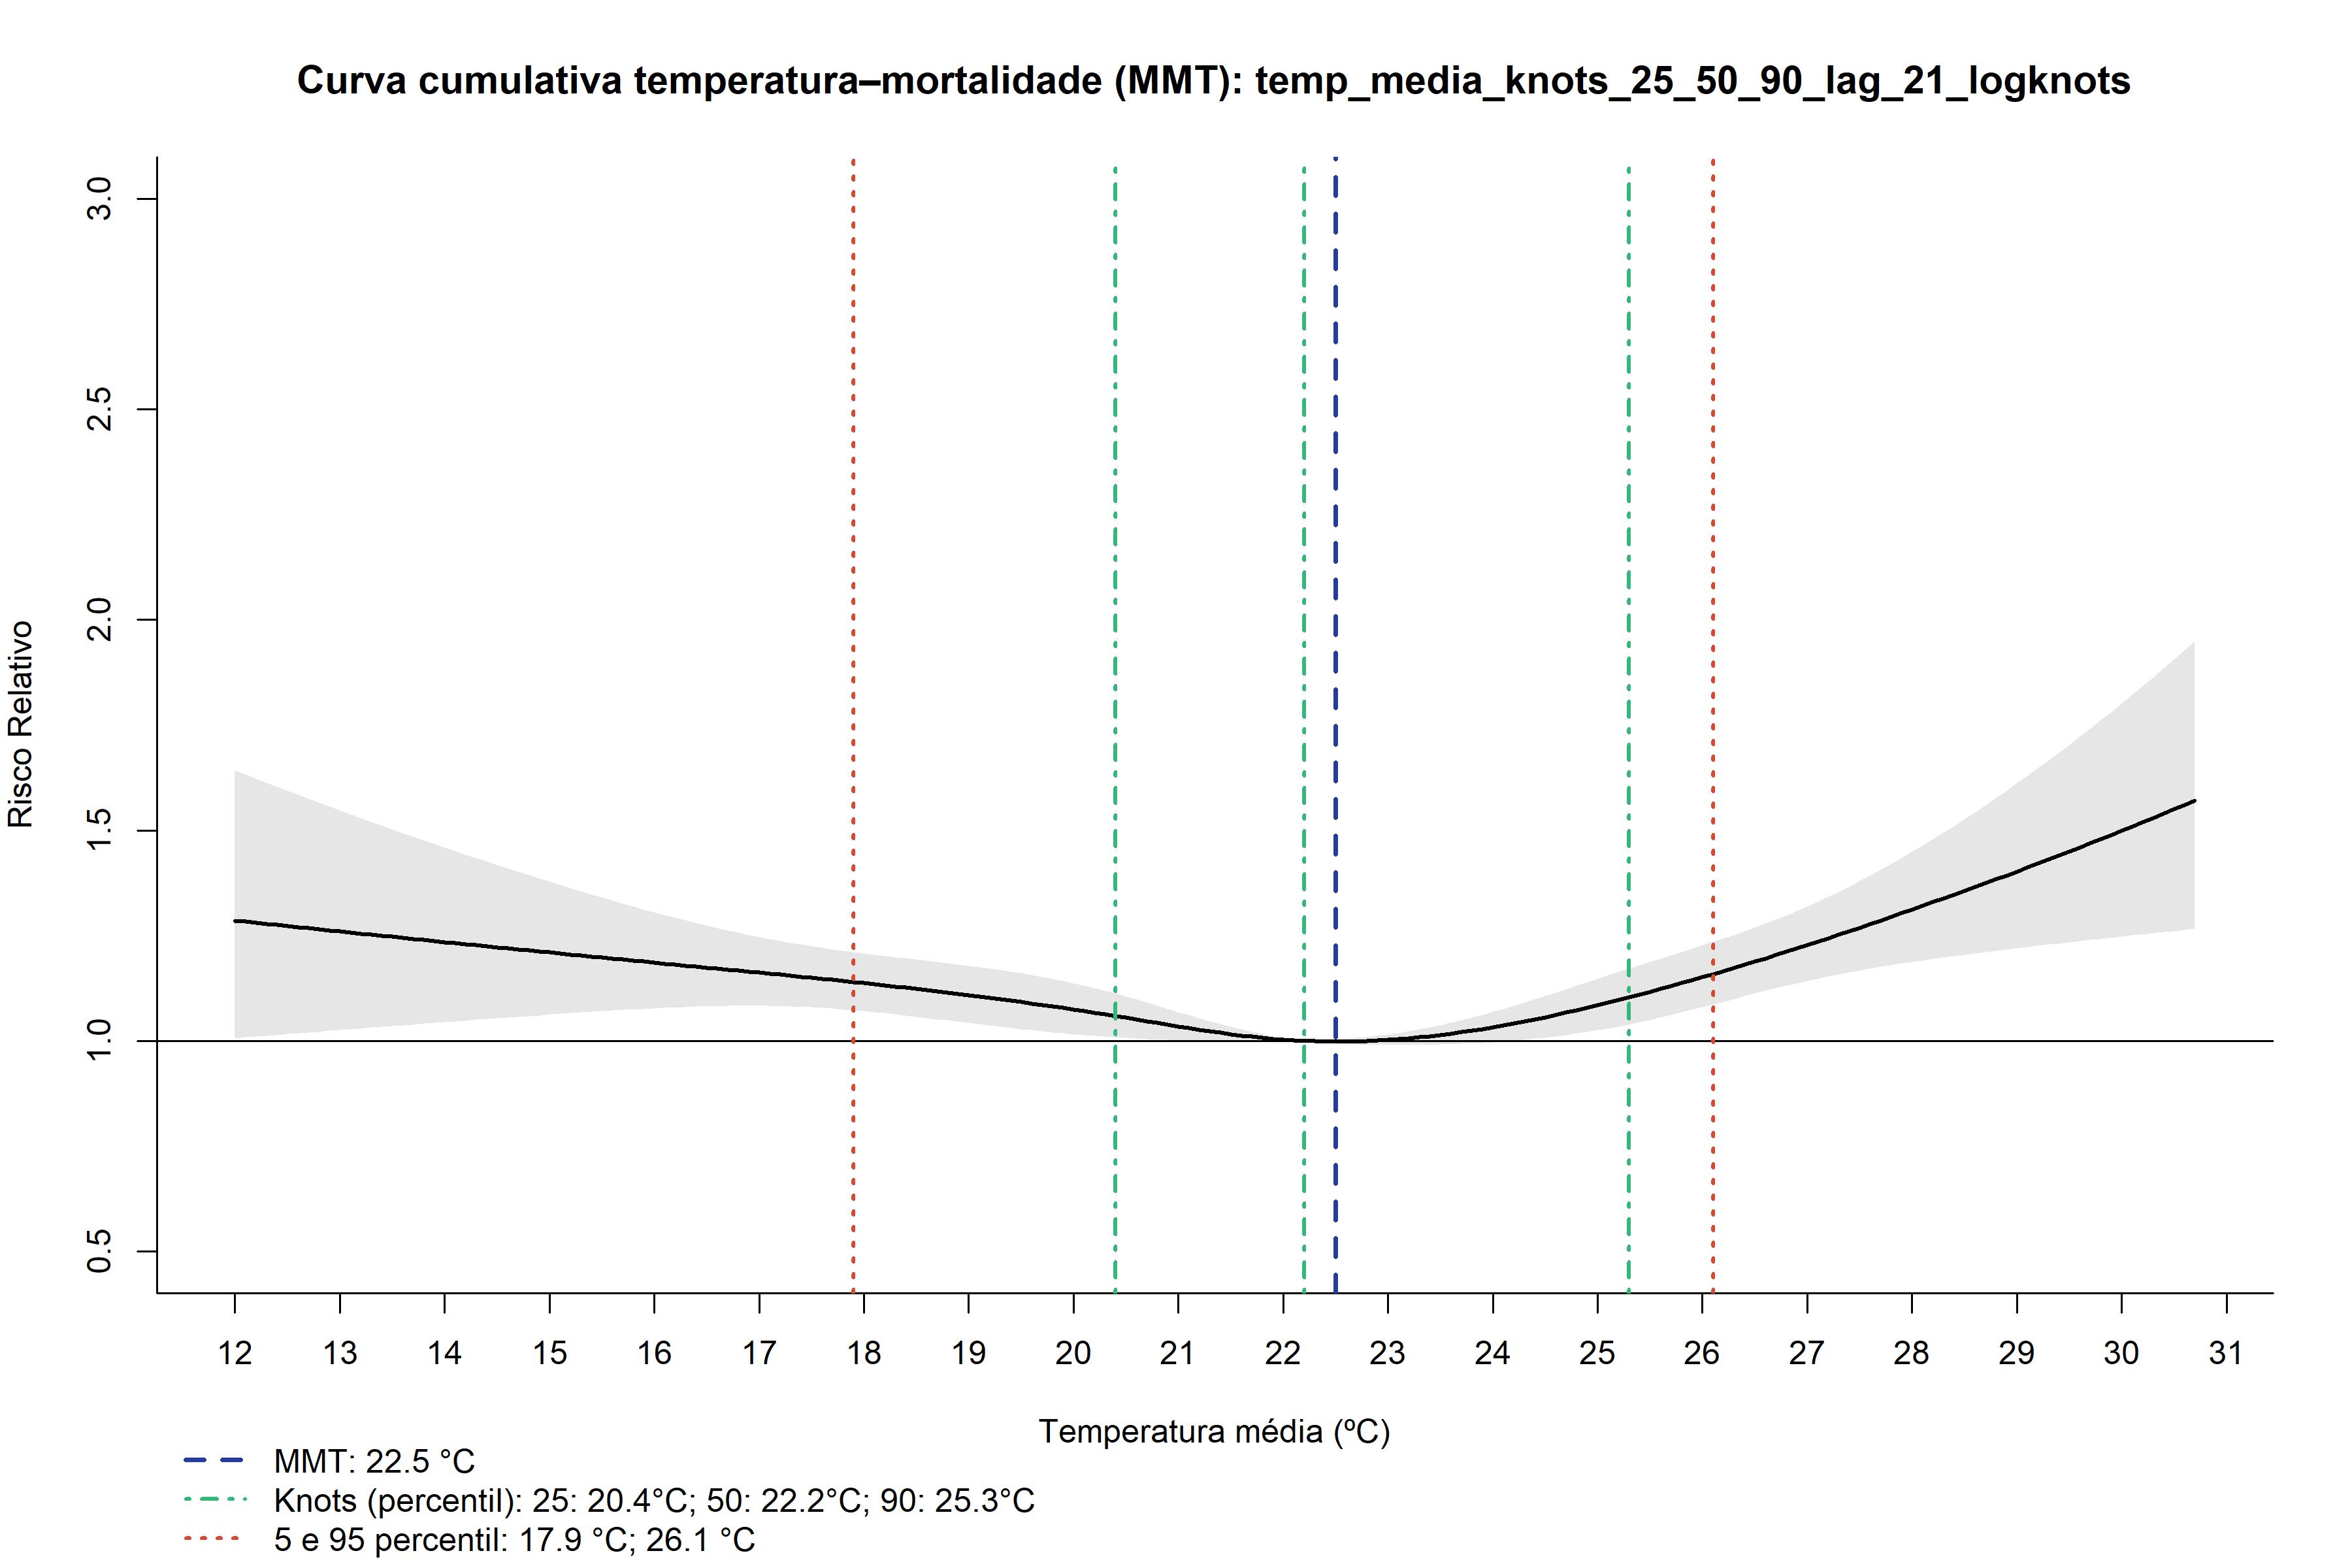 Curva cumulativa temperatura–mortalidade (MMT): temp_media_knots_25_50_90_lag_21_logknots
Risco Relativo
3.0
2.5
2.0
1.5
1.0
0.5
12 13 14 15 16 17 18 19 20 21 22 23 24 25 26 27 28 29 30 31
Temperatura média (ºC)
MMT: 22.5 °C
Knots (percentil): 25: 20.4°C; 50: 22.2°C; 90: 25.3°C
5 e 95 percentil: 17.9 °C; 26.1 °C